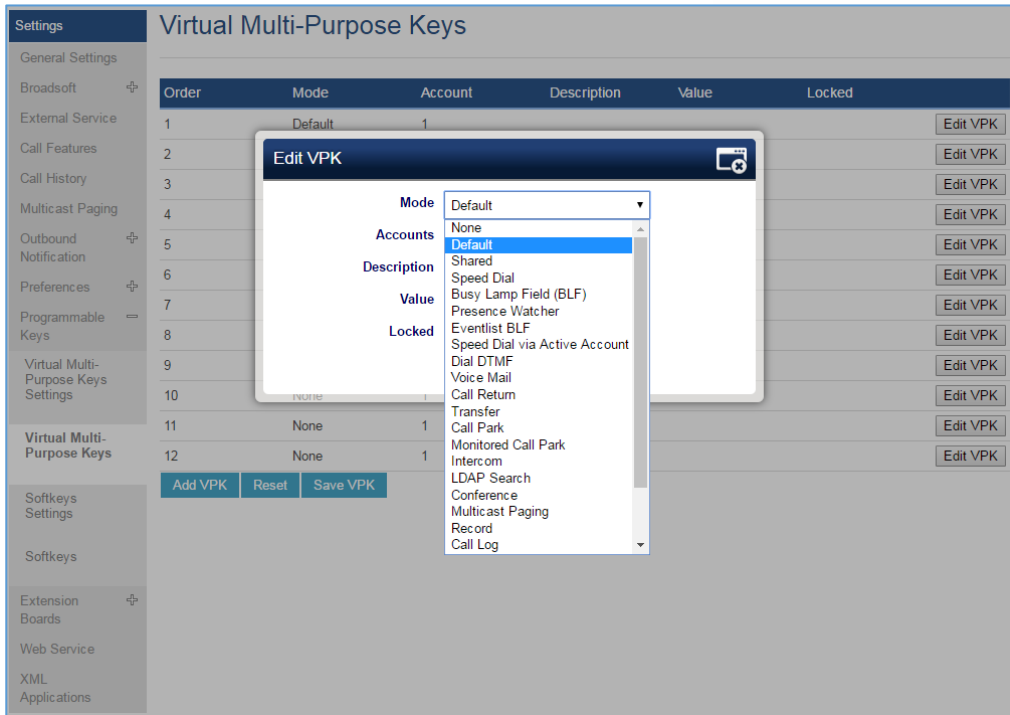 Settings
General Settings
Broadsoft
External Service
Call Features
Call History
Multicast Paging
Outbound
Notification
Preferences
Programmable
Keys
Virtual Multi-
Purpose Keys
Settings
Virtual Multi-
Purpose Keys
Softkeys
Settings
Softkeys
Extension
Boards
Web Service
XML
Applications
Virtual Multi-Purpose Keys
Order Mode Account Description Value Locked
1 Default 1 Edit VPK
2 Edit VPK
3 Edit VPK
4 Edit VPK
5 Edit VPK
6 Edit VPK
7 Edit VPK
8 Edit VPK
9 Edit VPK
10 None 1 Edit VPK
11 None 1 Edit VPK
12 None 1 Edit VPK
Add VPK Reset Save VPK
Edit VPK
Mode Default
Accounts
Description
Value
Locked
None
Default
Shared
Speed Dial
Busy Lamp Field (BLF)
Presence Watcher
Eventlist BLF
Speed Dial via Active Account
Dial DTMF
Voice Mail
Call Return
Transfer
Call Park
Monitored Call Park
Intercom
LDAP Search
Conference
Multicast Paging
Record
Call Log